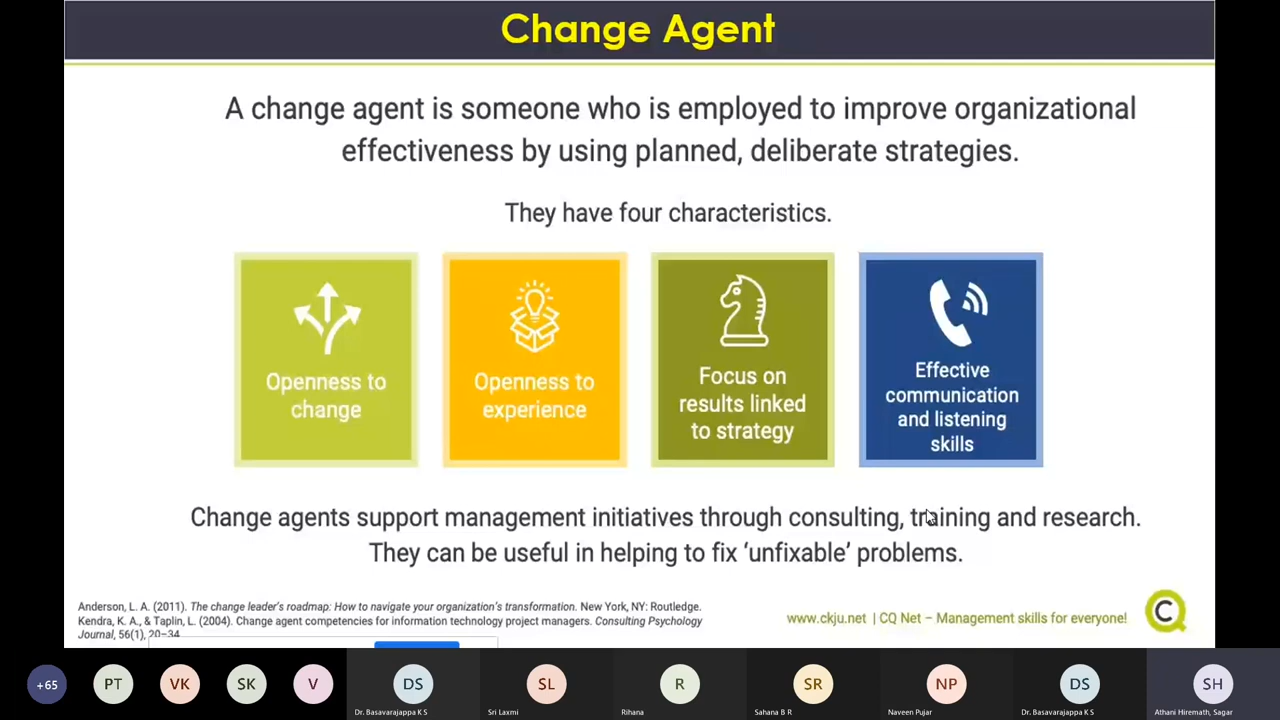 Change Agent
A change agent is someone who is employed to improve organizational
effectiveness by using planned, deliberate strategies.
They have four characteristics.
Openness to
change
Openness to
experience
Focus on
results linked
to strategy
Effective
communication
and listening
skills
Change agents support management initiatives through consulting, training and research.
They can be useful in helping to fix ‘unfixable’ problems.
Anderson, L. A. (2011). The change leader's roadmap: How to navigate your organization's transformation. New York, NY: Routledge.
Kendra, K. A., & Taplin, L. (2004). Change agent competencies for information technology project managers. Consulting Psychology
Journal, 56(1), 20–34
www.ckju.net | CQ Net – Management skills for everyone!
C
+65
PT
VK
SK
V
DS
Dr. Basavarajappa K S
SL
Sri Laxmi
R
Rihana
SR
Sahana B R
NP
Naveen Pujar
DS
Dr. Basavarajappa K S
SH
Athani Hiremath, Sagar